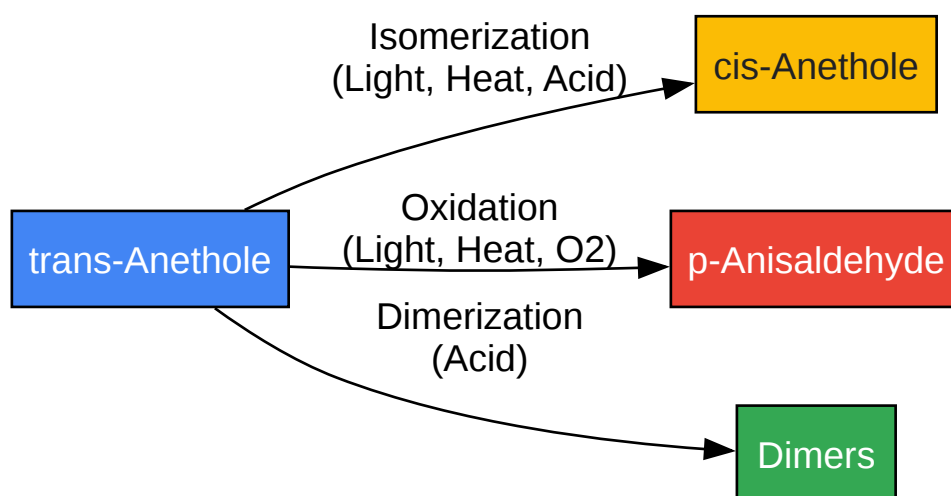 Isomerization
(Light, Heat, Acid)
cis-Anethole
trans-Anethole
Oxidation
(Light, Heat, O2)
p-Anisaldehyde
Dimerization
(Acid)
Dimers